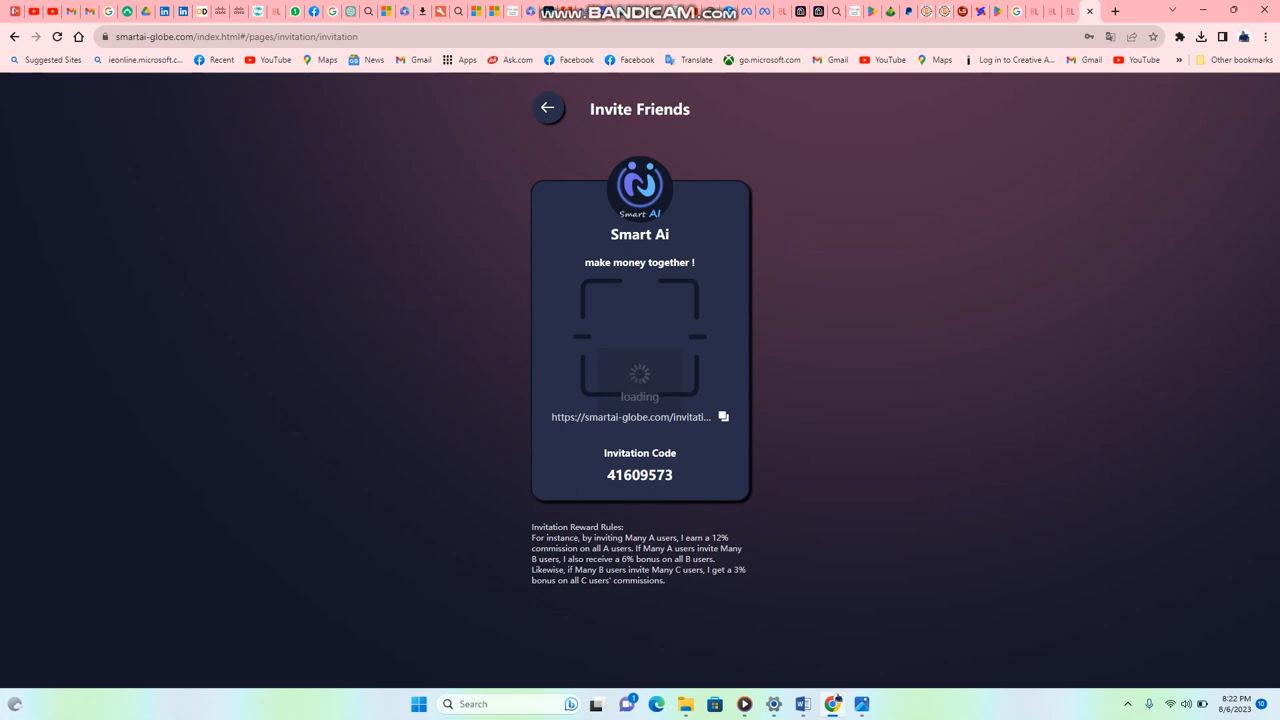 www.BANDICAM.com
smartai-globe.com/index.html#/pages/invitation/invitation
Suggested Sites ieonline.microsoft.c... Recent YouTube Maps News Gmail Apps Ask.com Facebook Facebook Translate go.microsoft.com Gmail YouTube Maps Log in to Creative A... Gmail YouTube » Other bookmarks
Invite Friends
Smart AI
Smart Ai
make money together !
loading
https://smartai-globe.com/invitati...
Invitation Code
41609573
Invitation Reward Rules:
For instance, by inviting Many A users, I earn a 12%
commission on all A users. If Many A users invite Many
B users, I also receive a 6% bonus on all B users.
Likewise, if Many B users invite Many C users, I get a 3%
bonus on all C users' commissions.
Search
1
8:22 PM
8/6/2023
10